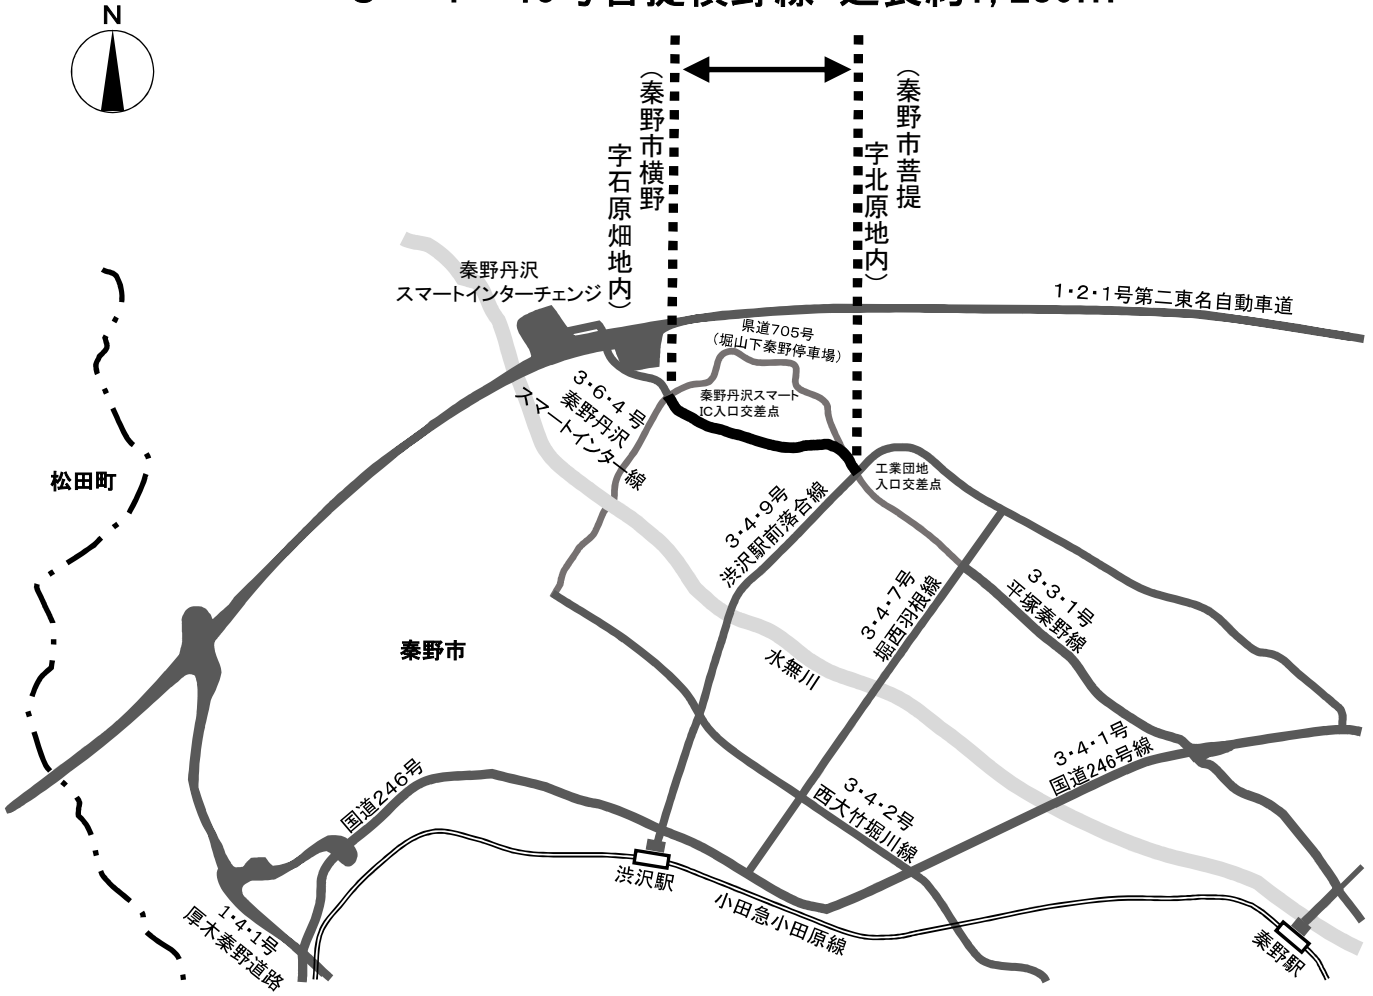 号菩提横野線
N
(秦野市横野
字石原畑地内)
(秦野市菩提
字北原地内)
秦野丹沢
スマートインターチェンジ
1・2・1号第二東名自動車道
県道705号
(堀山下秦野停車場)
3・6・4号
秦野丹沢
スマートインター線
秦野丹沢スマート
IC入口交差点
工業団地
入口交差点
松田町
3・4・9号
渋沢駅前落合線
3・4・7号
堀西羽根線
3・3・1号
平塚秦野線
秦野市
水無川
3・4・1号
国道246号線
国道246号
3・4・2号
西大竹堀川線
渋沢駅
小田急小田原線
1・4・1号
厚木秦野道路
秦野駅